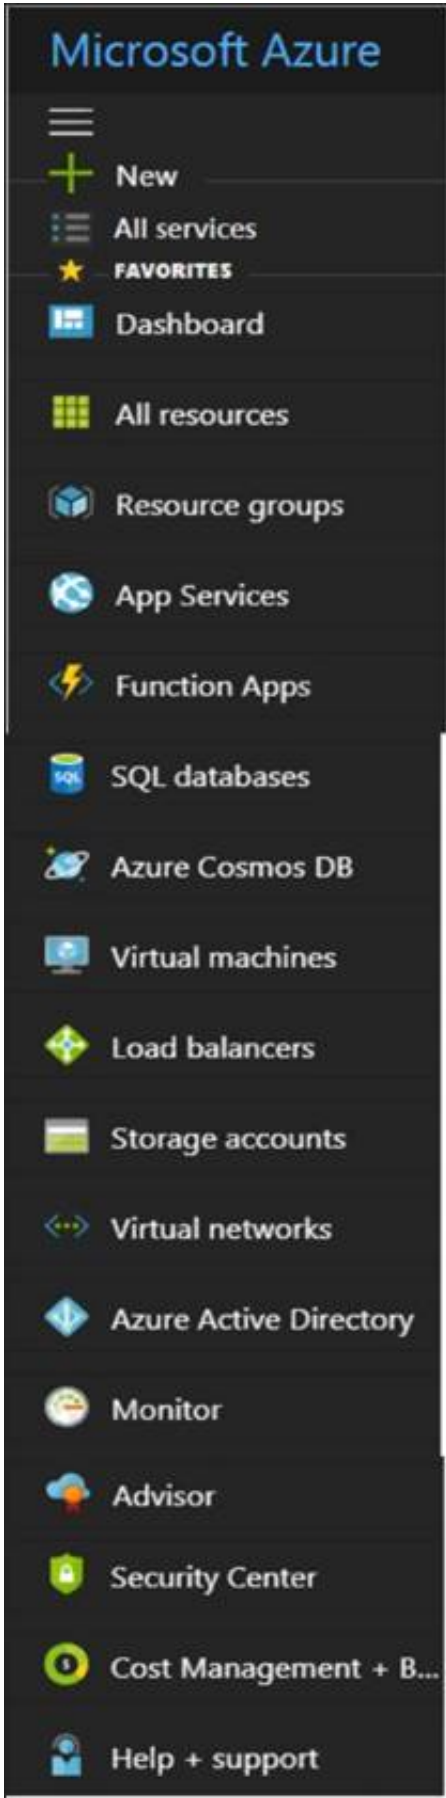 Microsoft Azure
New
All services
FAVORITES
Dashboard
All resources
Resource groups
App Services
Function Apps
SQL databases
Azure Cosmos DB
Virtual machines
Load balancers
Storage accounts
Virtual networks
Azure Active Directory
Monitor
Advisor
Security Center
Cost Management + B...
Help + support